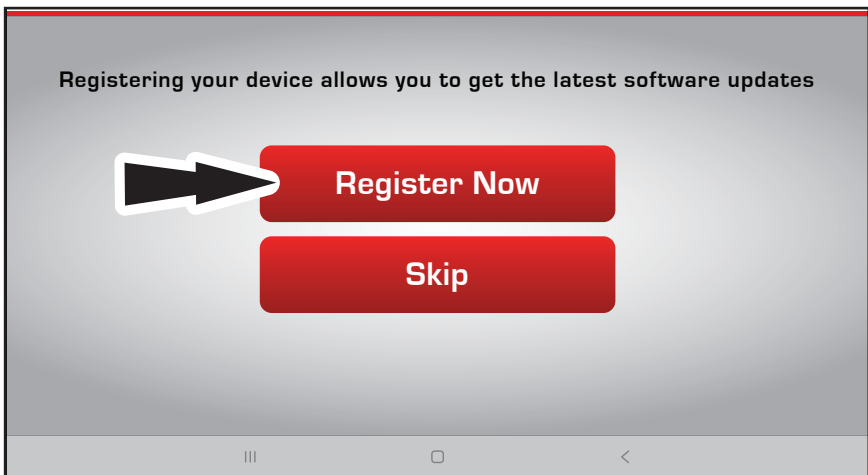 Registering your device allows you to get the latest software updates
Register Now
Skip